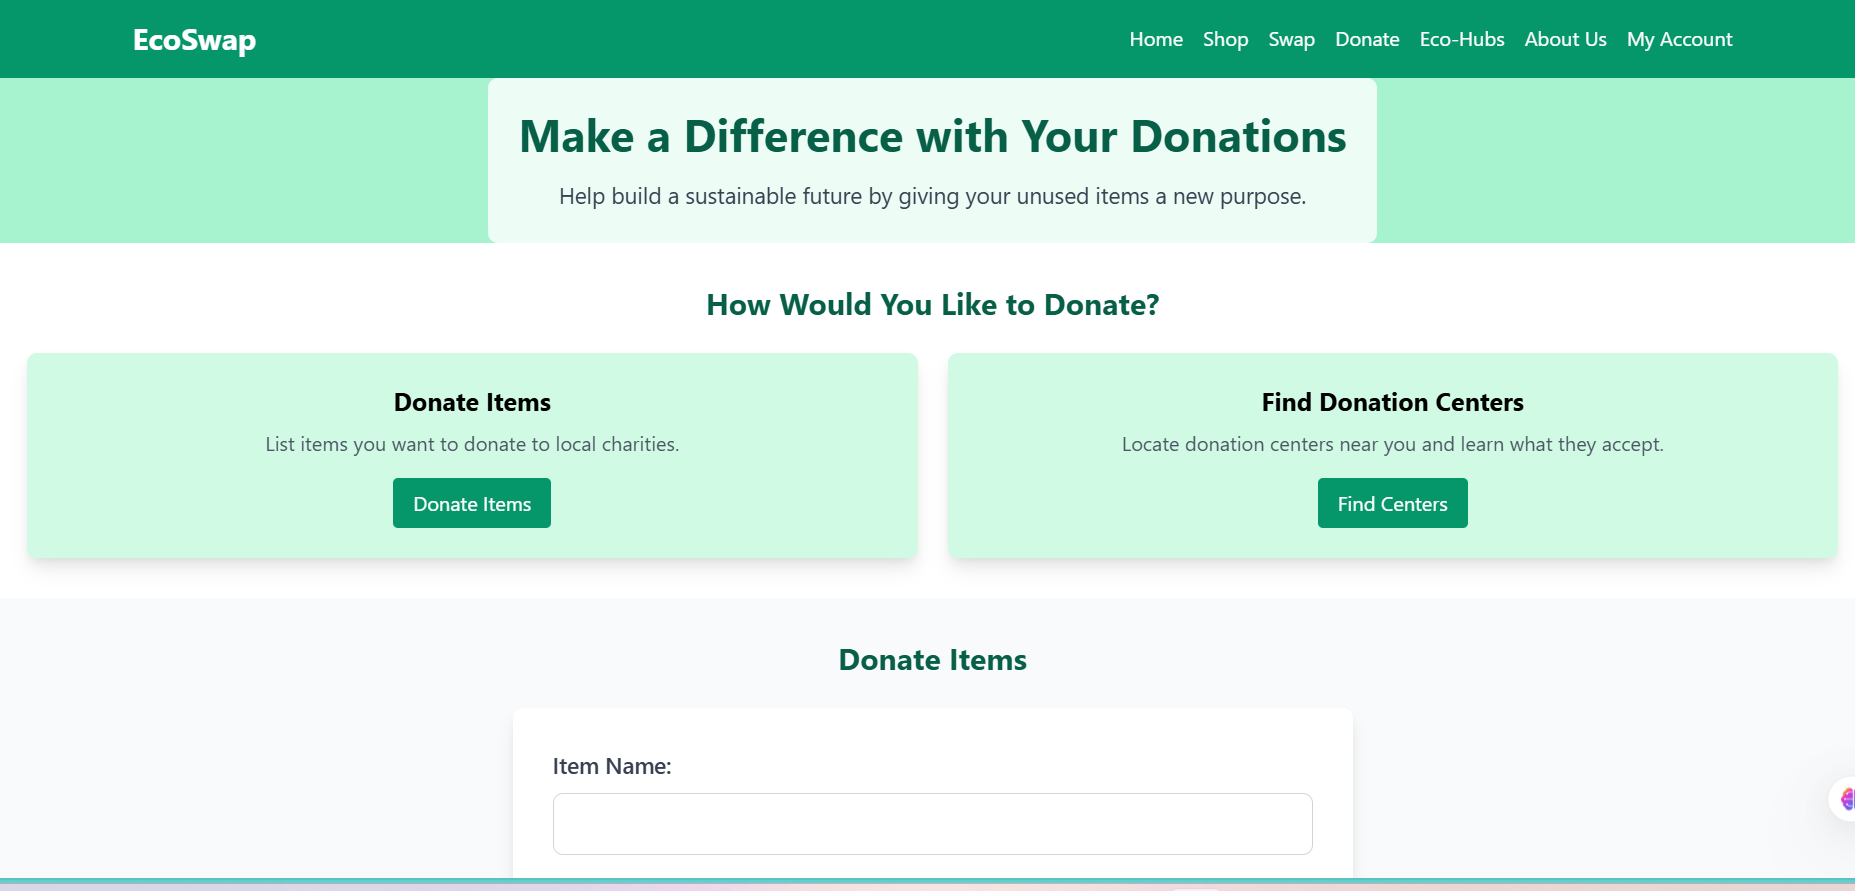 EcoSwap
Home Shop Swap Donate Eco-Hubs About Us My Account
Make a Difference with Your Donations
Help build a sustainable future by giving your unused items a new purpose.
How Would You Like to Donate?
Donate Items
List items you want to donate to local charities.
Donate Items
Find Donation Centers
Locate donation centers near you and learn what they accept.
Find Centers
Donate Items
Item Name: